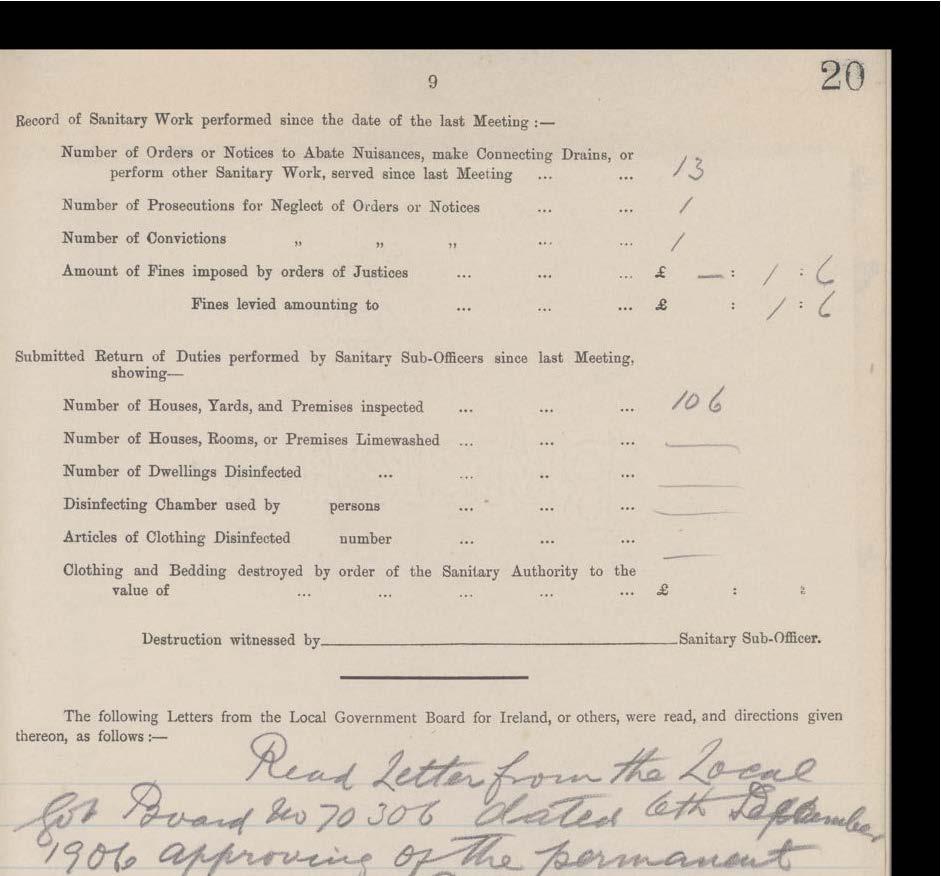 9
20
Record of Sanitary Work performed since the date of the last Meeting :—
Number of Orders or Notices to Abate Nuisances, make Connecting Drains, or
perform other Sanitary Work, served since last Meeting ... ... 13
Number of Prosecutions for Neglect of Orders or Notices ... ... 1
Number of Convictions „ „ „ ... ... 1
Amount of Fines imposed by orders of Justices ... ... ... £ — : 1 : 6
Fines levied amounting to ... ... ... £ : 1 : 6
Submitted Return of Duties performed by Sanitary Sub-Officers since last Meeting,
showing—
Number of Houses, Yards, and Premises inspected ... ... ... 106
Number of Houses, Rooms, or Premises Limewashed ... ... ... —
Number of Dwellings Disinfected ... ... .. ... —
Disinfecting Chamber used by persons ... ... ... —
Articles of Clothing Disinfected number ... ... ... —
Clothing and Bedding destroyed by order of the Sanitary Authority to the
value of ... ... ... ... ... £ : :
Destruction witnessed by Sanitary Sub-Officer.
The following Letters from the Local Government Board for Ireland, or others, were read, and directions given
thereon, as follows :—
Read Letter from the Local
Gov Board No 70306 dated 6th September
1906 approving of the permanent